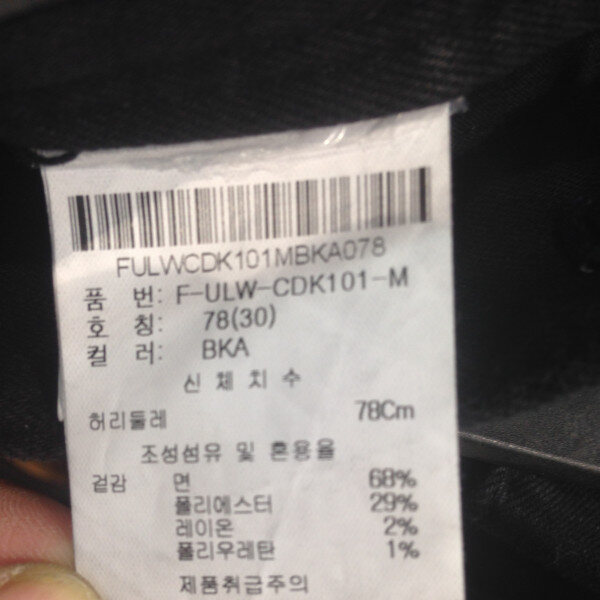 FULWCDK101MBKA078
품 번: F-ULW-CDK101-M
호 칭: 78(30)
컬 러: BKA
신 체 치 수
허리둘레 78Cm
조성섬유 및 혼용율
겉감 면 68%
폴리에스터 29%
레이온 2%
폴리우레탄 1%
제품취급주의